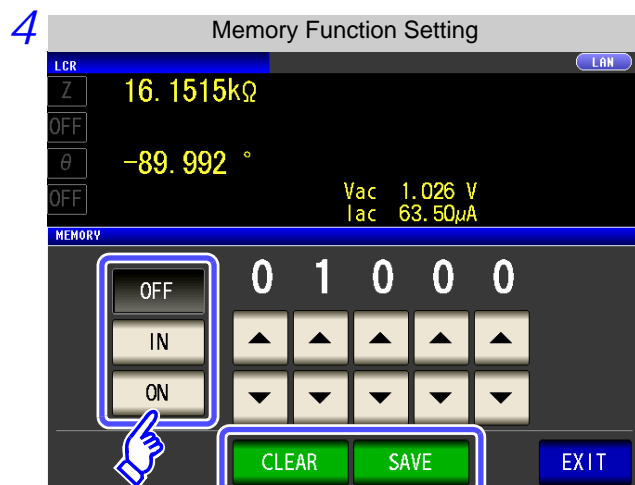 4 Memory Function Setting
LCR LAN
Z 16.1515kΩ
OFF
θ -89.992 °
OFF
Vac 1.026 V
Iac 63.50μA
MEMORY
OFF 0 1 0 0 0
IN
ON
CLEAR SAVE EXIT